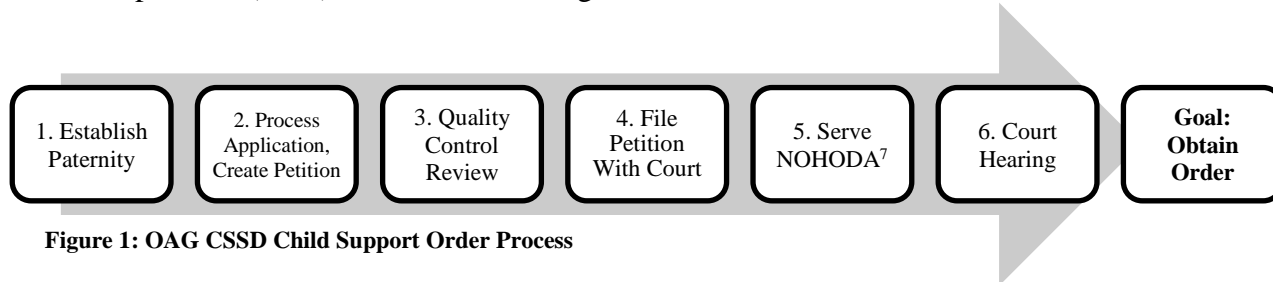 1. Establish
Paternity
2. Process
Application,
Create Petition
3. Quality
Control
Review
4. File
Petition
With Court
5. Serve
NOHODA7
6. Court
Hearing
Goal:
Obtain
Order
Figure 1: OAG CSSD Child Support Order Process